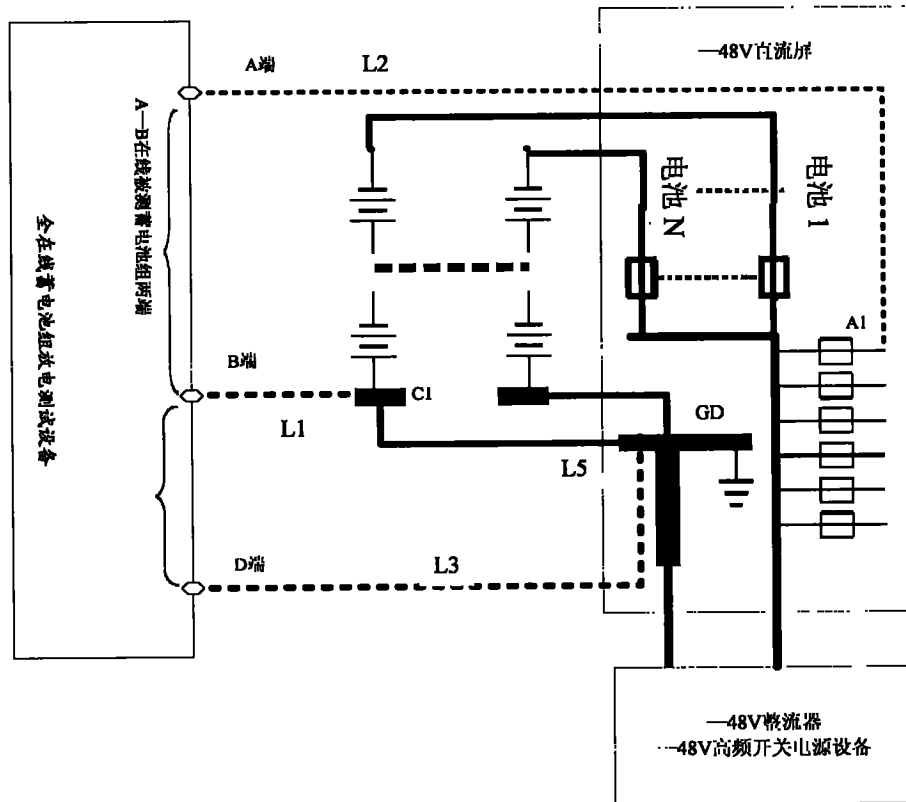 —48V直流屏
A端
L2
A—B在线被测蓄电池组两端
全在线蓄电池组放电测试设备
电池 N
电池 1
A1
B端
C1
L1
GD
L5
D端
L3
—48V整流器
—48V高频开关电源设备